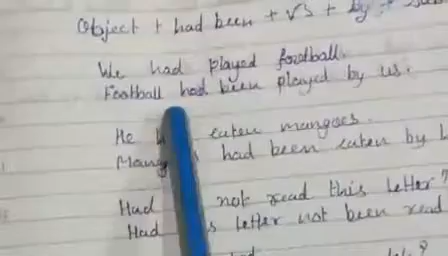 Object + had been + V3 + by +
We had played football.
Football had been played by us.
He eaten mangoes.
had been eaten by
Had not read this letter?
Had letter not been read